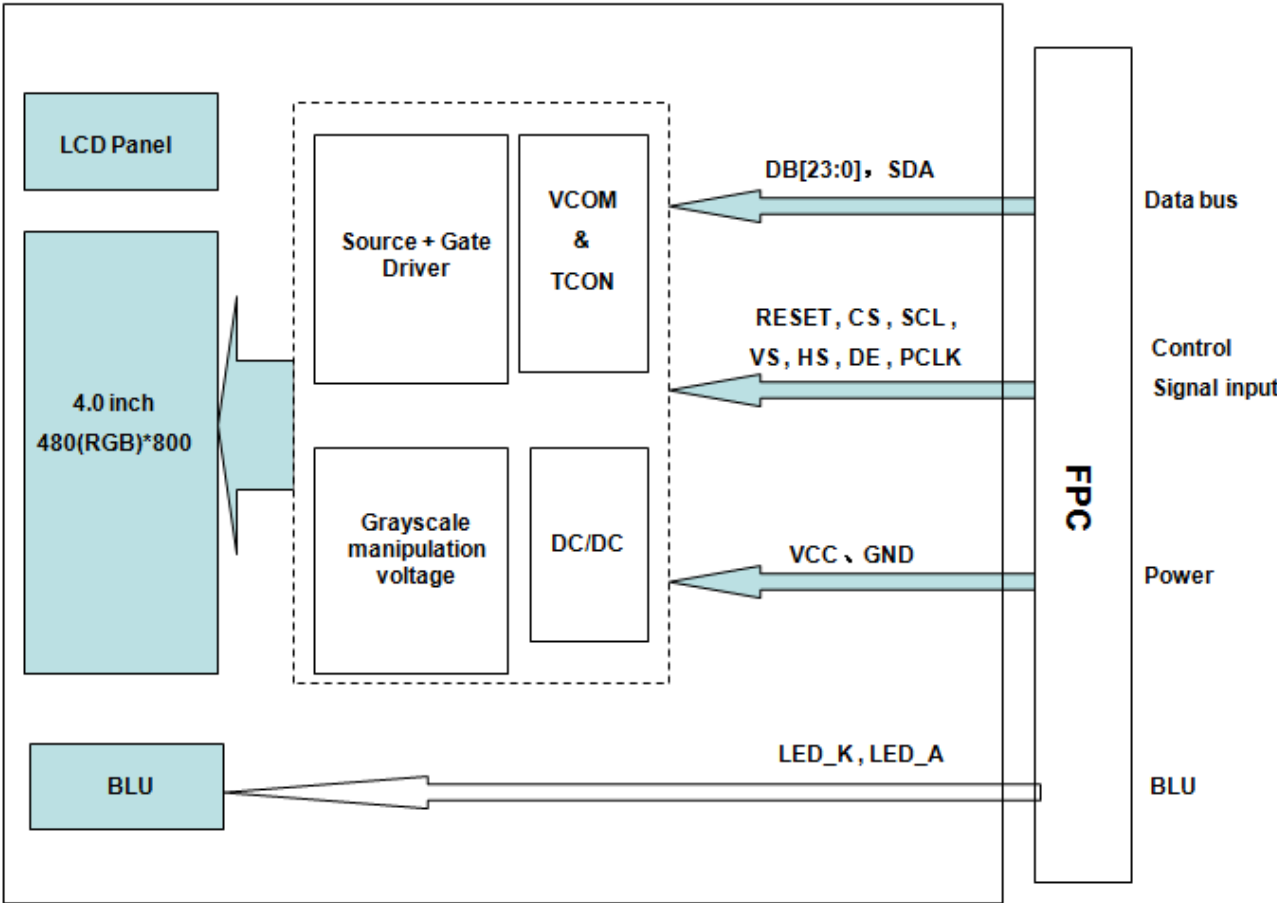 LCD Panel
4.0 inch
480(RGB)*800
BLU
Source + Gate
Driver
VCOM
&
TCON
Grayscale
manipulation
voltage
DC/DC
DB[23:0]，SDA
RESET , CS , SCL ,
VS, HS , DE , PCLK
VCC 、GND
LED_K , LED_A
FPC
Data bus
Control
Signal input
Power
BLU